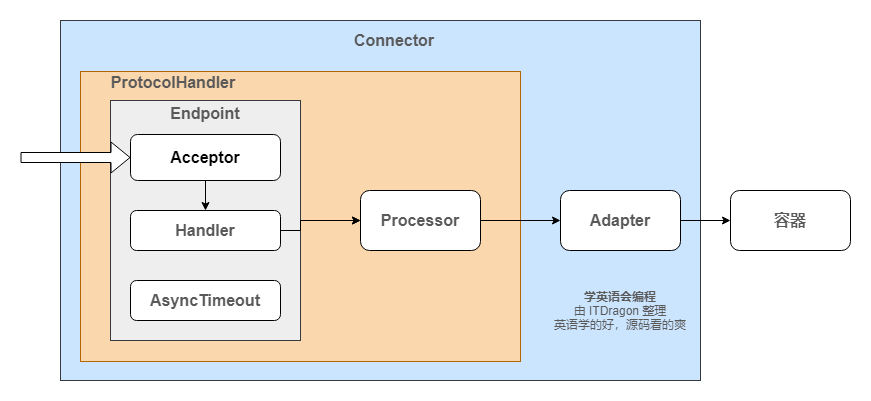 Connector
ProtocolHandler
Endpoint
Acceptor
Handler
AsyncTimeout
Processor
Adapter
容器
学英语会编程
由 ITDragon 整理
英语学的好，源码看的爽